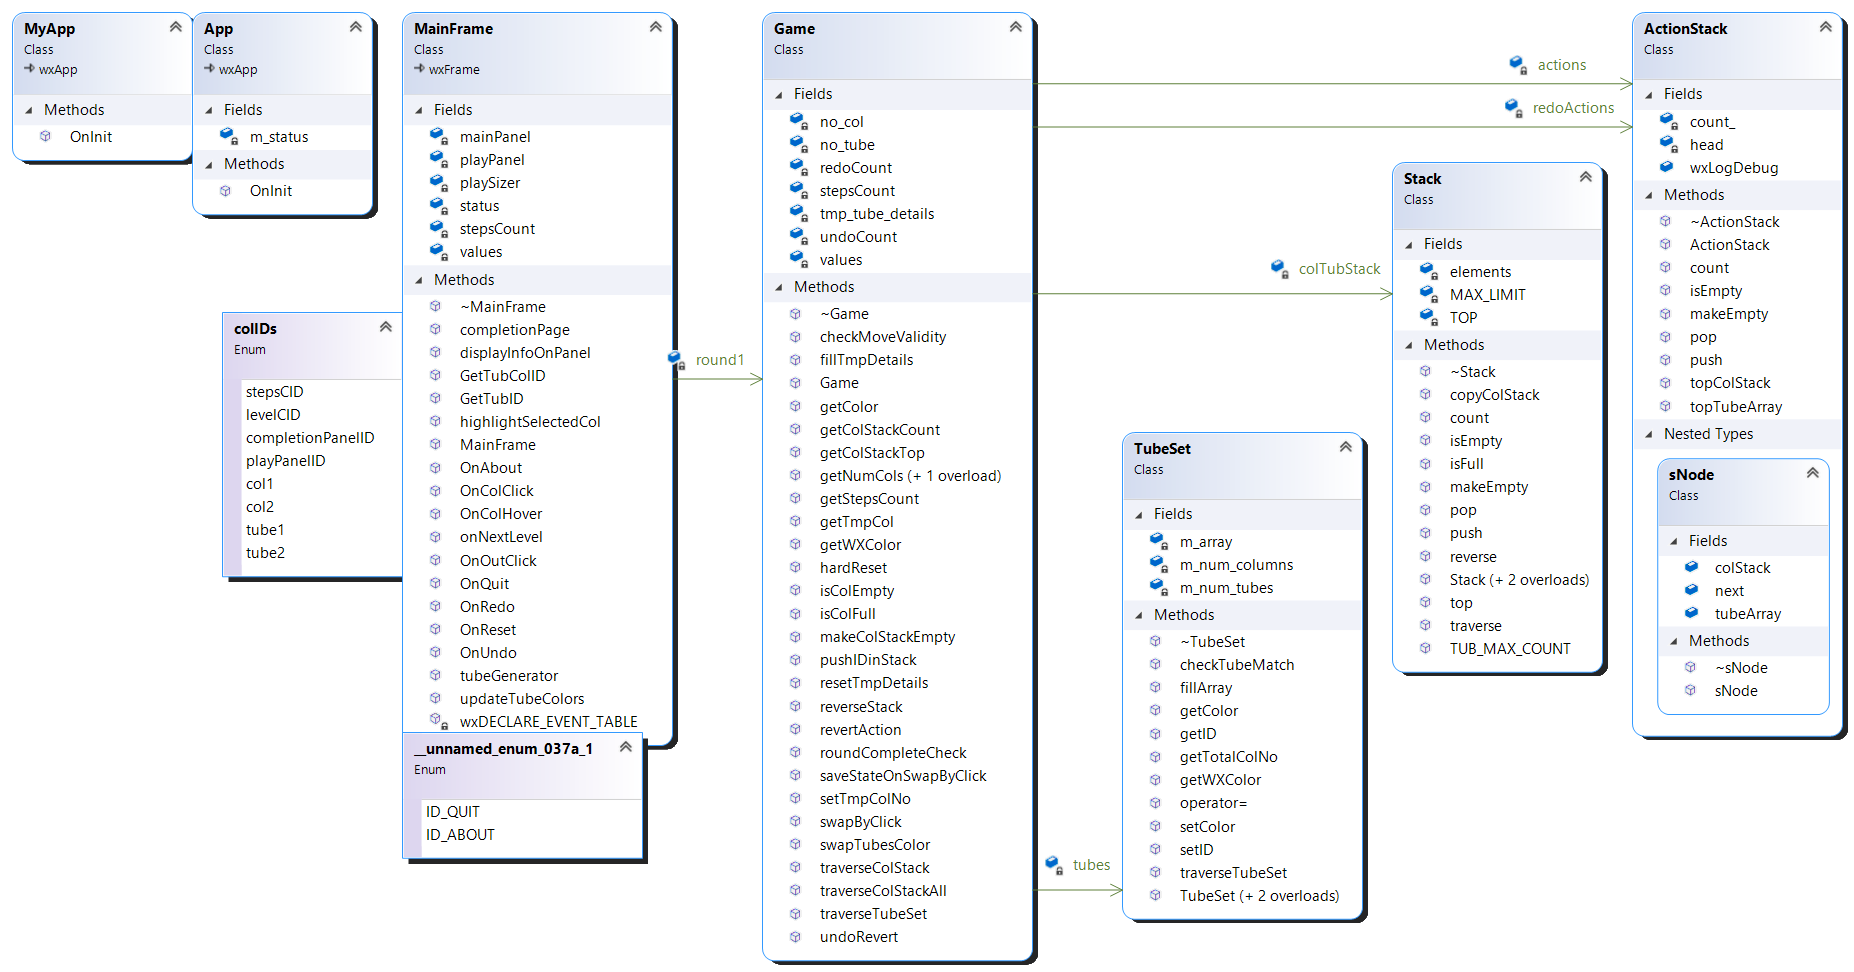 MyApp
Class
wxApp
Methods
OnInit
App
Class
wxApp
Fields
m_status
Methods
OnInit
colIDs
Enum
stepsCID
levelCID
completionPanelID
playPanelID
col1
col2
tube1
tube2
MainFrame
Class
wxFrame
Fields
mainPanel
playPanel
playSizer
status
stepsCount
values
Methods
~MainFrame
completionPage
displayInfoOnPanel
GetTubColID
GetTubID
highlightSelectedCol
MainFrame
OnAbout
OnColClick
OnColHover
onNextLevel
OnOutClick
OnQuit
OnRedo
OnReset
OnUndo
tubeGenerator
updateTubeColors
wxDECLARE_EVENT_TABLE
__unnamed_enum_037a_1
Enum
ID_QUIT
ID_ABOUT
round1
Game
Class
Fields
no_col
no_tube
redoCount
stepsCount
tmp_tube_details
undoCount
values
Methods
~Game
checkMoveValidity
fillTmpDetails
Game
getColor
getColStackCount
getColStackTop
getNumCols (+ 1 overload)
getStepsCount
getTmpCol
getWXColor
hardReset
isColEmpty
isColFull
makeColStackEmpty
pushIDinStack
resetTmpDetails
reverseStack
revertAction
roundCompleteCheck
saveStateOnSwapByClick
setTmpColNo
swapByClick
swapTubesColor
traverseColStack
traverseColStackAll
traverseTubeSet
undoRevert
actions
redoActions
colTubStack
tubes
TubeSet
Class
Fields
m_array
m_num_columns
m_num_tubes
Methods
~TubeSet
checkTubeMatch
fillArray
getColor
getID
getTotalColNo
getWXColor
operator=
setColor
setID
traverseTubeSet
TubeSet (+ 2 overloads)
Stack
Class
Fields
elements
MAX_LIMIT
TOP
Methods
~Stack
copyColStack
count
isEmpty
isFull
makeEmpty
pop
push
reverse
Stack (+ 2 overloads)
top
traverse
TUB_MAX_COUNT
ActionStack
Class
Fields
count_
head
wxLogDebug
Methods
~ActionStack
ActionStack
count
isEmpty
makeEmpty
pop
push
topColStack
topTubeArray
Nested Types
sNode
Class
Fields
colStack
next
tubeArray
Methods
~sNode
sNode